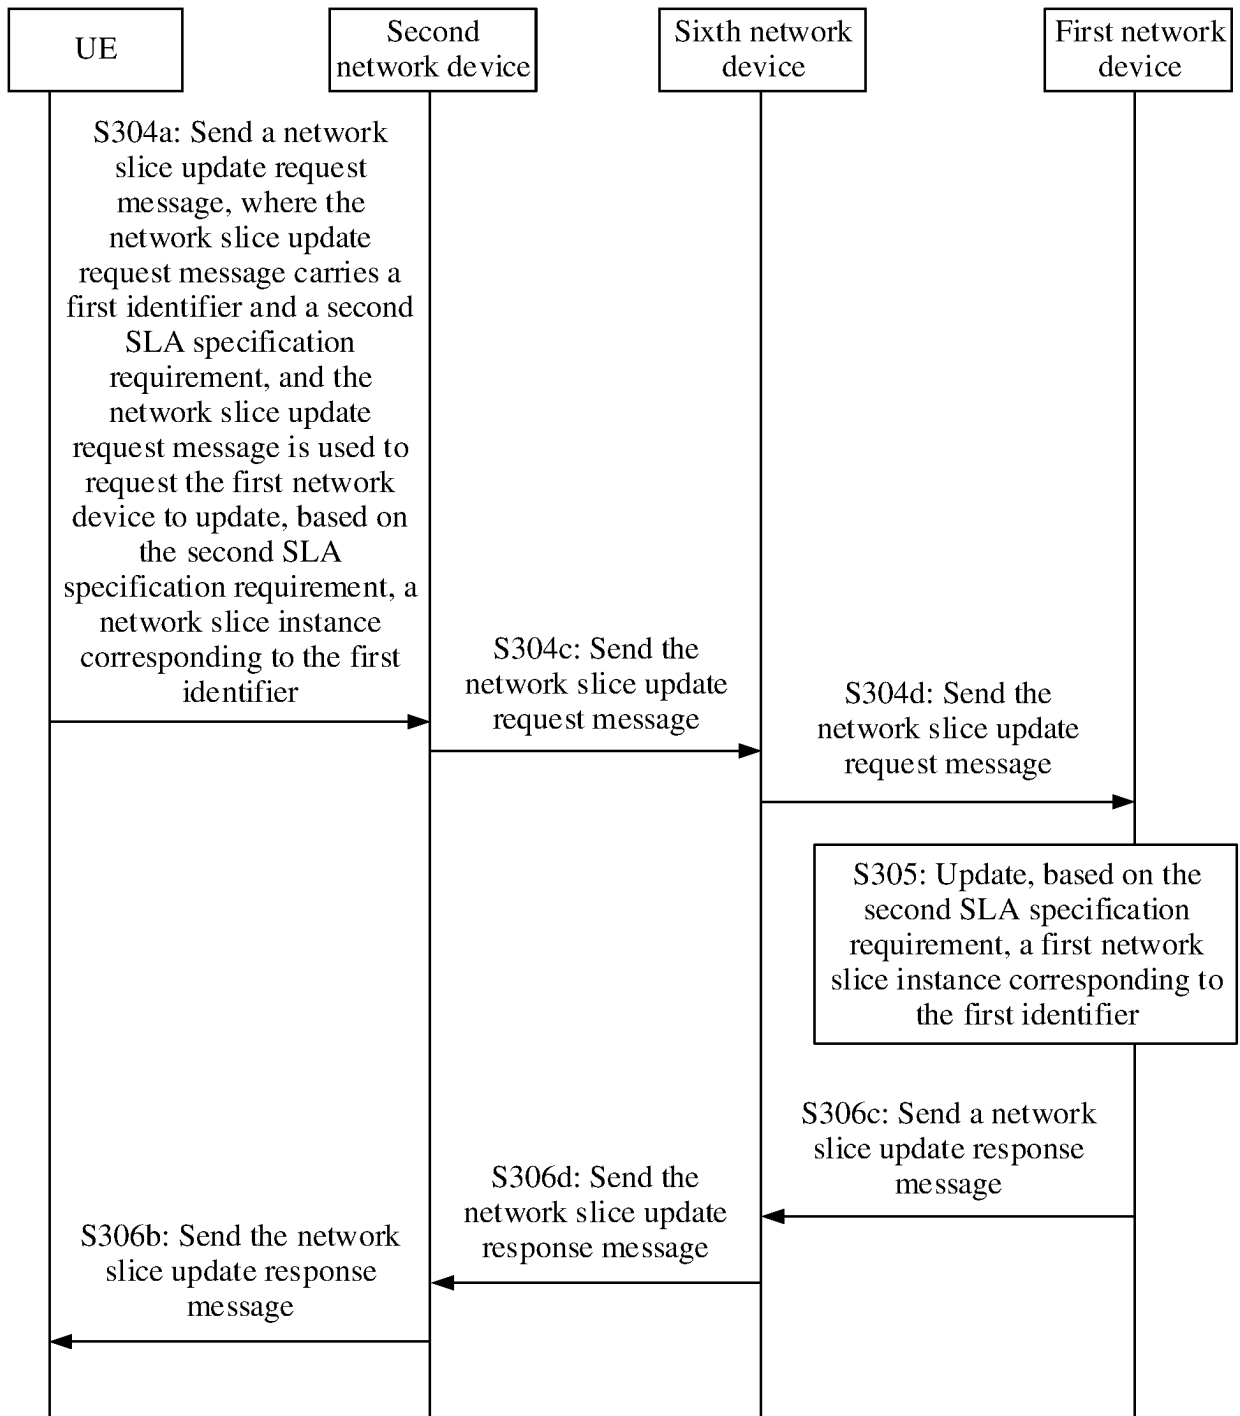 UE
Second
network device
Sixth network
device
First network
device
S304a: Send a network
slice update request
message, where the
network slice update
request message carries a
first identifier and a second
SLA specification
requirement, and the
network slice update
request message is used to
request the first network
device to update, based on
the second SLA
specification requirement, a
network slice instance
corresponding to the first
identifier
S304c: Send the
network slice update
request message
S304d: Send the
network slice update
request message
S305: Update, based on the
second SLA specification
requirement, a first network
slice instance corresponding to
the first identifier
S306c: Send a network
slice update response
message
S306d: Send the
network slice update
response message
S306b: Send the network
slice update response
message